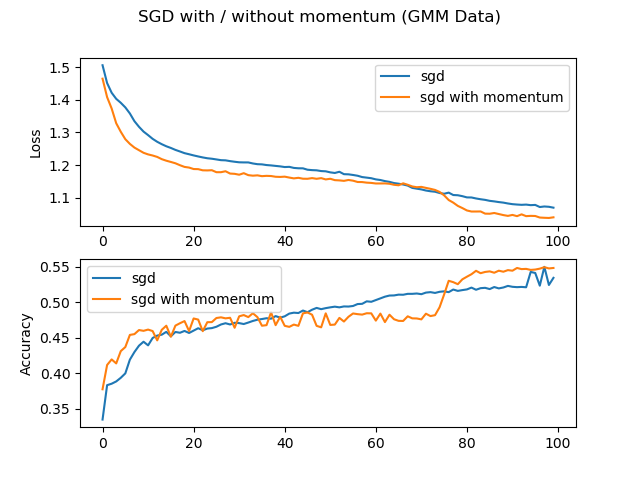 SGD with / without momentum (GMM Data)
1.5
1.4
1.3
1.2
1.1
Loss
sgd
sgd with momentum
0 20 40 60 80 100
0.55
0.50
0.45
0.40
0.35
Accuracy
sgd
sgd with momentum
0 20 40 60 80 100